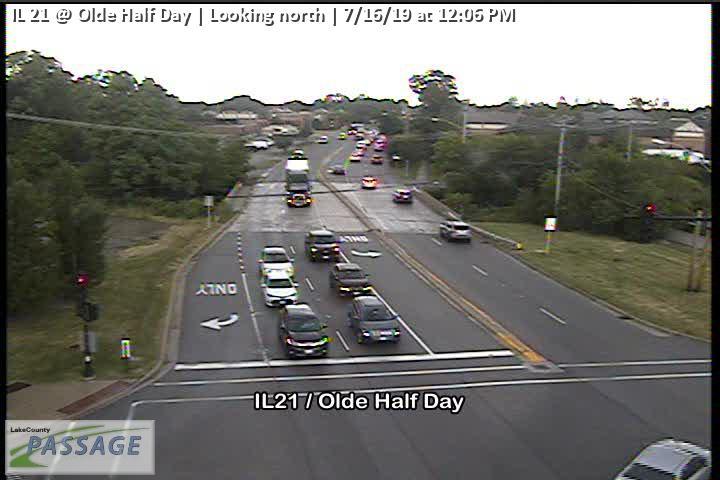 IL 21 @ Olde Half Day | Looking north | 7/16/19 at 12:06 PM
ONLY
ONLY
IL21 / Olde Half Day
LakeCounty
PASSAGE